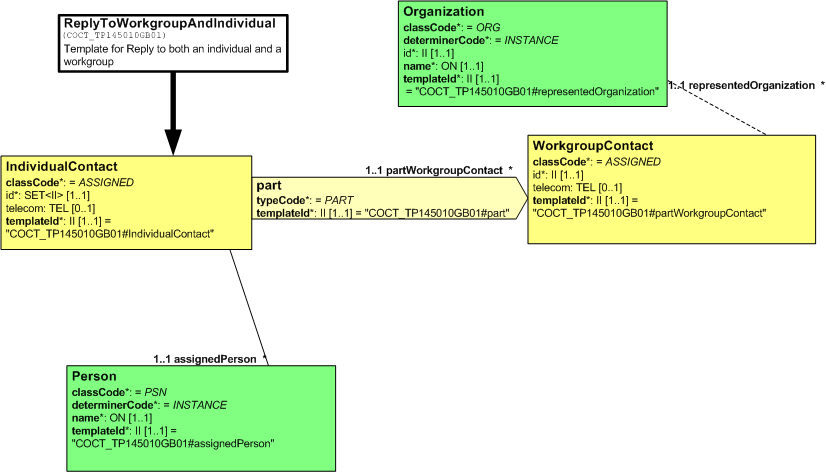 ReplyToWorkgroupAndIndividual
(COCT_TP145010GB01)
Template for Reply to both an individual and a
workgroup
Organization
classCode*: = ORG
determinerCode*: = INSTANCE
id*: II [1..1]
name*: ON [1..1]
templateId*: II [1..1]
= "COCT_TP145010GB01#representedOrganization"
1..1 representedOrganization *
IndividualContact
classCode*: = ASSIGNED
id*: SET<II> [1..1]
telecom: TEL [0..1]
templateId*: II [1..1] =
"COCT_TP145010GB01#IndividualContact"
1..1 partWorkgroupContact *
part
typeCode*: = PART
templateId*: II [1..1] = "COCT_TP145010GB01#part"
WorkgroupContact
classCode*: = ASSIGNED
id*: II [1..1]
telecom: TEL [0..1]
templateId*: II [1..1] =
"COCT_TP145010GB01#partWorkgroupContact"
1..1 assignedPerson *
Person
classCode*: = PSN
determinerCode*: = INSTANCE
name*: ON [1..1]
templateId*: II [1..1] =
"COCT_TP145010GB01#assignedPerson"